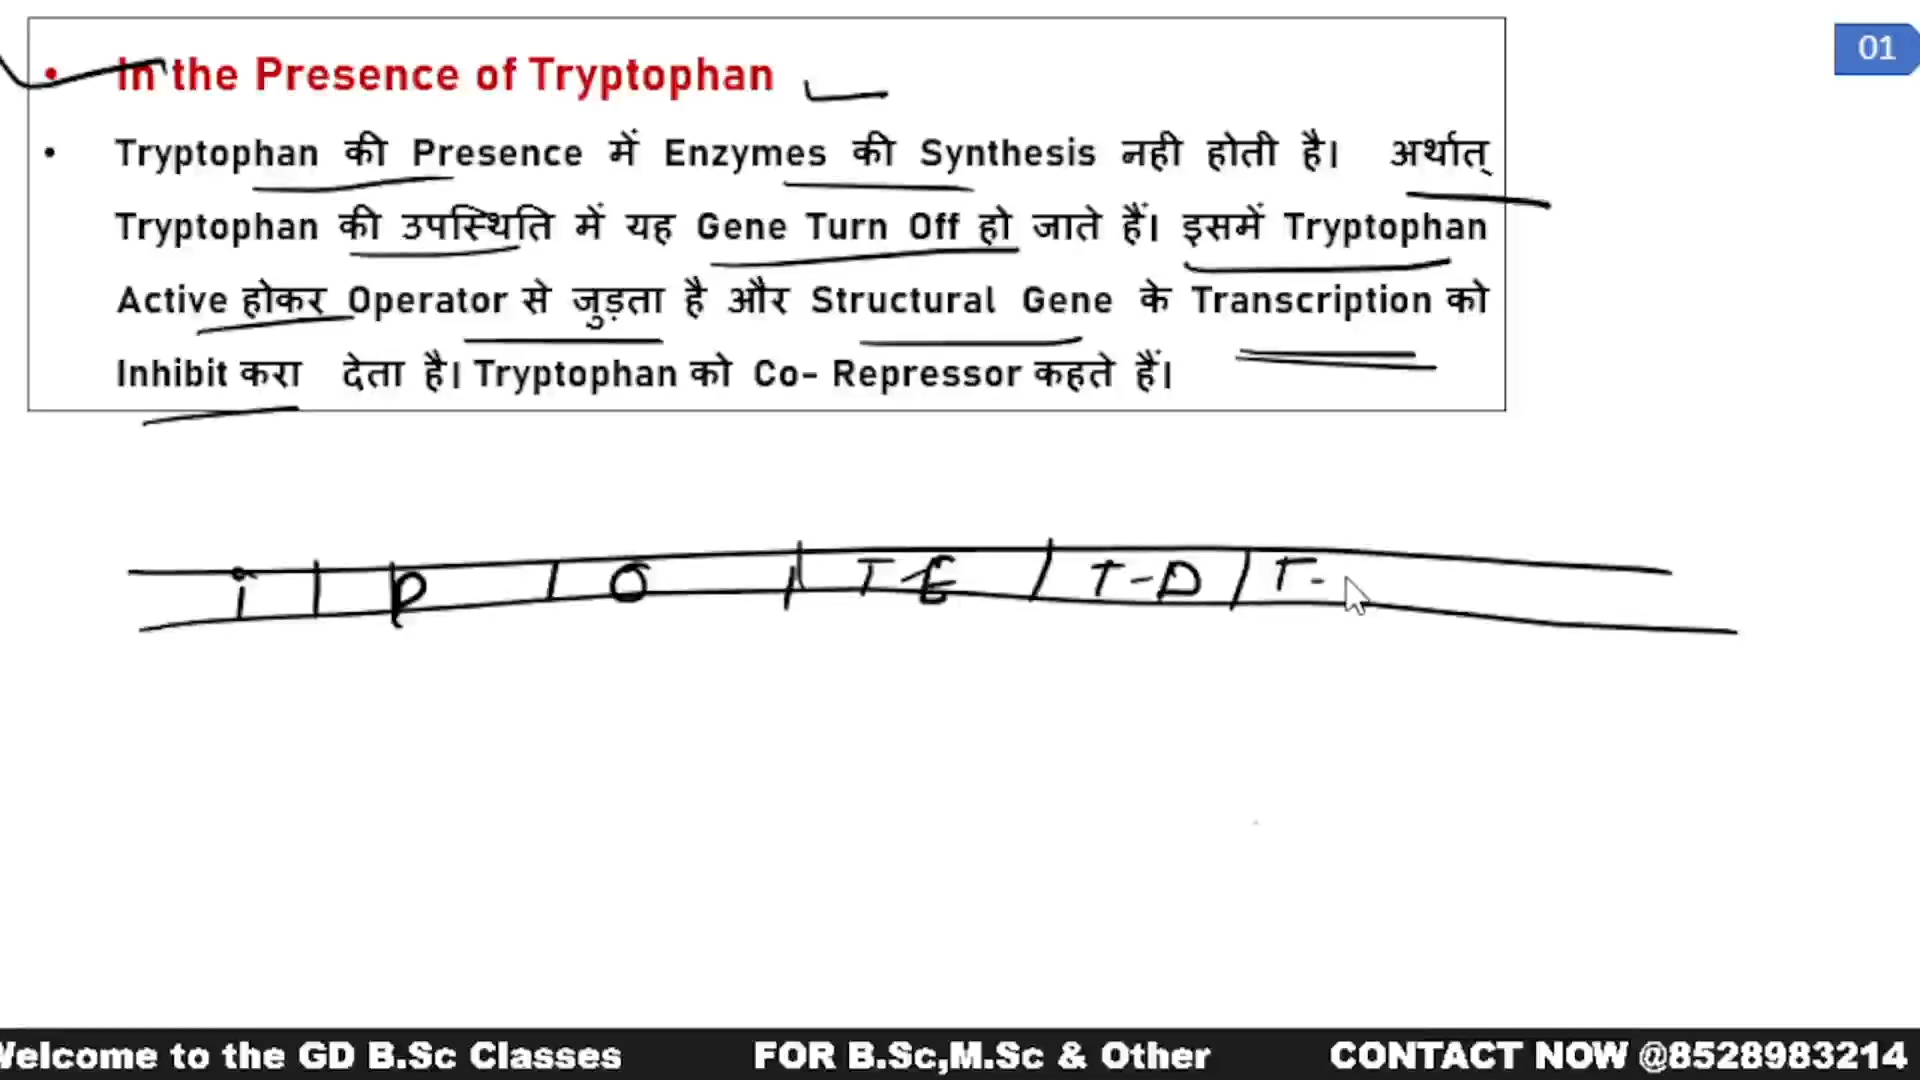 01
• In the Presence of Tryptophan
• Tryptophan की Presence में Enzymes की Synthesis नही होती है। अर्थात्
Tryptophan की उपस्थिति में यह Gene Turn Off हो जाते हैं। इसमें Tryptophan
Active होकर Operator से जुड़ता है और Structural Gene के Transcription को
Inhibit करा देता है। Tryptophan को Co- Repressor कहते हैं।
i P O T-E T-D T-
Welcome to the GD B.Sc Classes FOR B.Sc,M.Sc & Other CONTACT NOW @8528983214